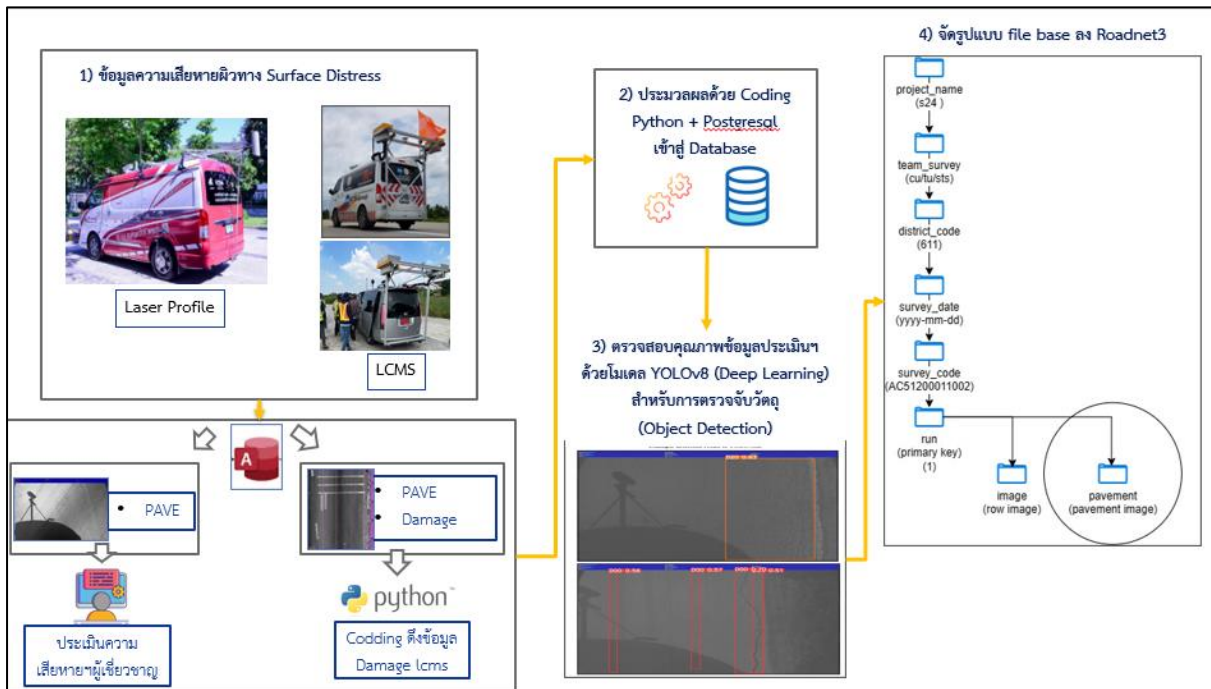 1) ข้อมูลความเสียหายผิวทาง Surface Distress
Laser Profile
LCMS
A
• PAVE
• PAVE
• Damage
ประเมินความ
เสียหายฯผู้เชี่ยวชาญ
python™
Codding ดึงข้อมูล
Damage lcms
2) ประมวลผลด้วย Coding
Python + Postgresql
เข้าสู่ Database
3) ตรวจสอบคุณภาพข้อมูลประเมินฯ
ด้วยโมเดล YOLOv8 (Deep Learning)
สำหรับการตรวจจับวัตถุ
(Object Detection)
4) จัดรูปแบบ file base ลง Roadnet3
project_name
(s24 )
team_survey
(cu/tu/sts)
district_code
(611)
survey_date
(yyyy-mm-dd)
survey_code
(AC51200011002)
run
(primary key)
(1)
image
(row image)
pavement
(pavement image)